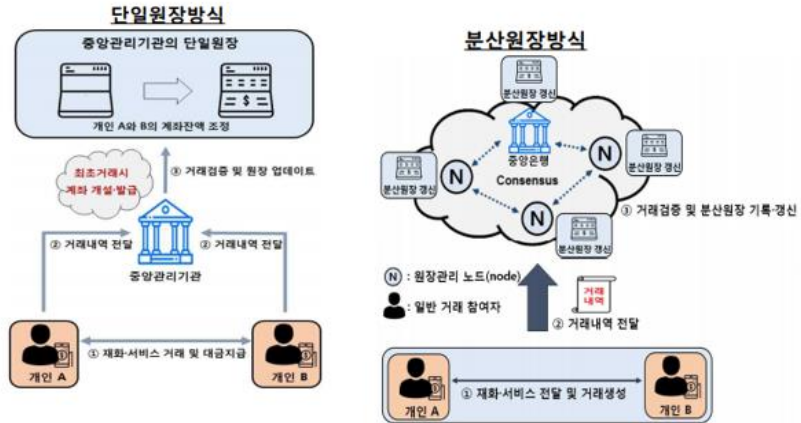 단일원장방식
중앙관리기관의 단일원장
$
개인 A와 B의 계좌잔액 조정
최초거래시
계좌 개설·발급
③ 거래검증 및 원장 업데이트
② 거래내역 전달
② 거래내역 전달
중앙관리기관
① 재화·서비스 거래 및 대금지급
개인 A
개인 B
분산원장방식
분산원장 갱신
중앙은행
분산원장 갱신
N
N
Consensus
분산원장 갱신
N
분산원장 갱신
③ 거래검증 및 분산원장 기록·갱신
N : 원장관리 노드(node)
: 일반 거래 참여자
거래
내역
② 거래내역 전달
① 재화·서비스 전달 및 거래생성
개인 A
개인 B